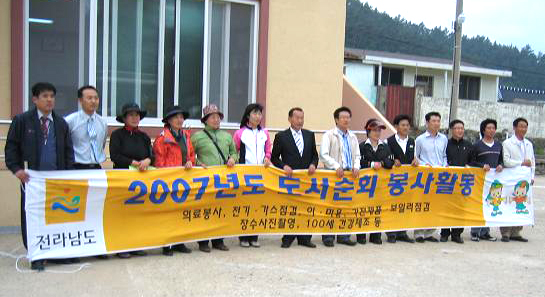 2007년도 도서순회 봉사활동
의료봉사, 전기·가스점검, 이·미용, 가전제품, 보일러점검
장수사진촬영, 100세 건강체조 등
전라남도